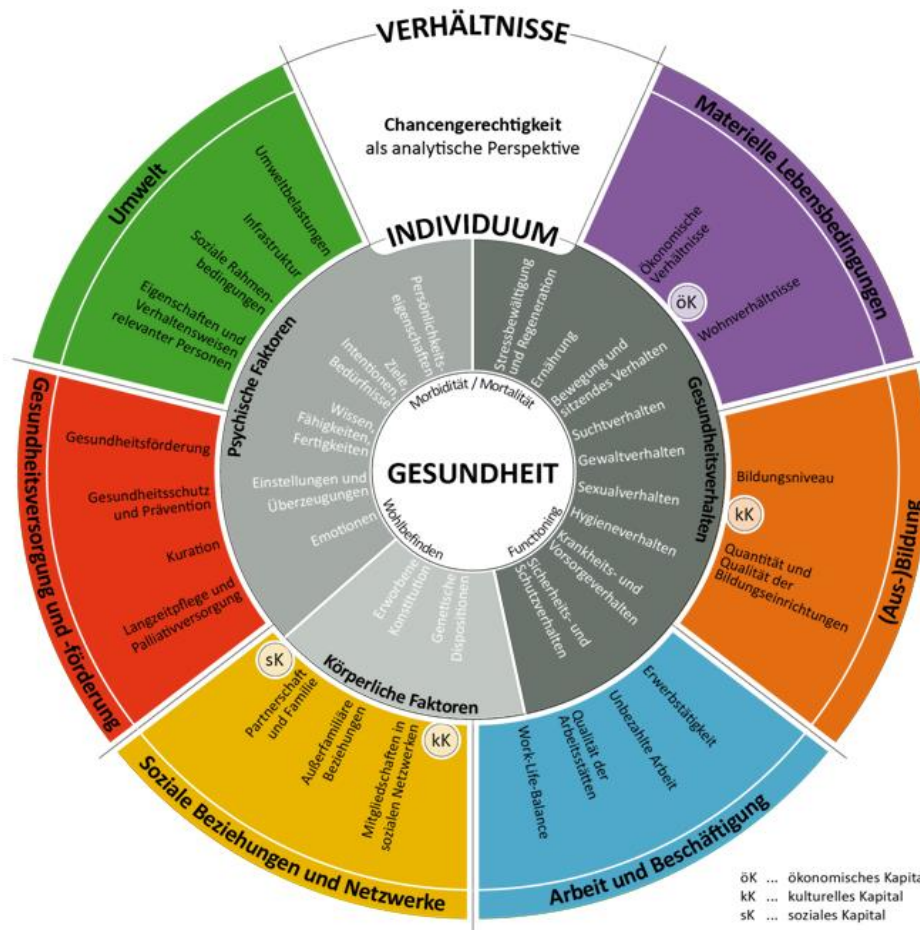 VERHÄLTNISSE
Chancengerechtigkeit
als analytische Perspektive
INDIVIDUUM
GESUNDHEIT
Morbidität / Mortalität
Functioning
Wohlbefinden
Materielle Lebensbedingungen
Ökonomische
Verhältnisse
öK
Wohnverhältnisse
(Aus-)Bildung
Bildungsniveau
kK
Quantität und
Qualität der
Bildungseinrichtungen
Arbeit und Beschäftigung
Erwerbstätigkeit
Unbezahlte Arbeit
Qualität der
Arbeitsstätten
Work-Life-Balance
Soziale Beziehungen und Netzwerke
kK
Mitgliedschaften in
sozialen Netzwerken
Außerfamiliäre
Beziehungen
sK
Partnerschaft
und Familie
Gesundheitsversorgung und -förderung
Gesundheitsförderung
Gesundheitsschutz
und Prävention
Kuration
Langzeitpflege und
Palliativversorgung
Umwelt
Umweltbelastungen
Infrastruktur
Soziale Rahmen-
bedingungen
Eigenschaften und
Verhaltensweisen
relevanter Personen
Gesundheitsverhalten
Stressbewältigung
und Regeneration
Ernährung
Bewegung und
sitzendes Verhalten
Suchtverhalten
Gewaltverhalten
Sexualverhalten
Hygieneverhalten
Krankheits- und
Vorsorgeverhalten
Sicherheits- und
Schutzverhalten
Körperliche Faktoren
Genetische
Dispositionen
Erworbene
Konstitution
Psychische Faktoren
Persönlichkeits-
eigenschaften
Ziele,
Intentionen,
Bedürfnisse
Wissen,
Fähigkeiten,
Fertigkeiten
Einstellungen und
Überzeugungen
Emotionen
öK ... ökonomisches Kapital
kK ... kulturelles Kapital
sK ... soziales Kapital